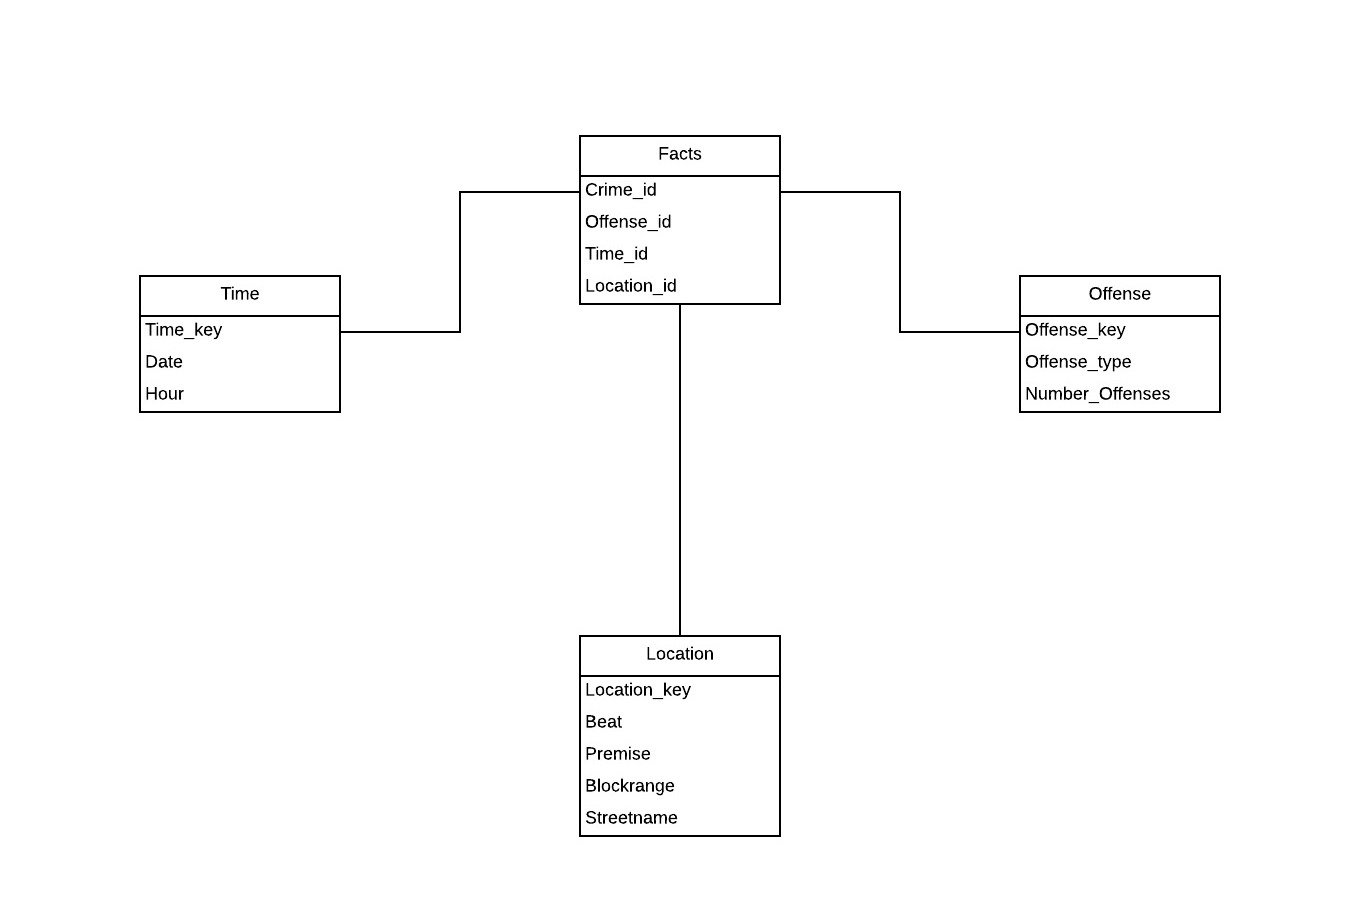 Facts
Crime_id
Offense_id
Time_id
Location_id
Time
Time_key
Date
Hour
Offense
Offense_key
Offense_type
Number_Offenses
Location
Location_key
Beat
Premise
Blockrange
Streetname